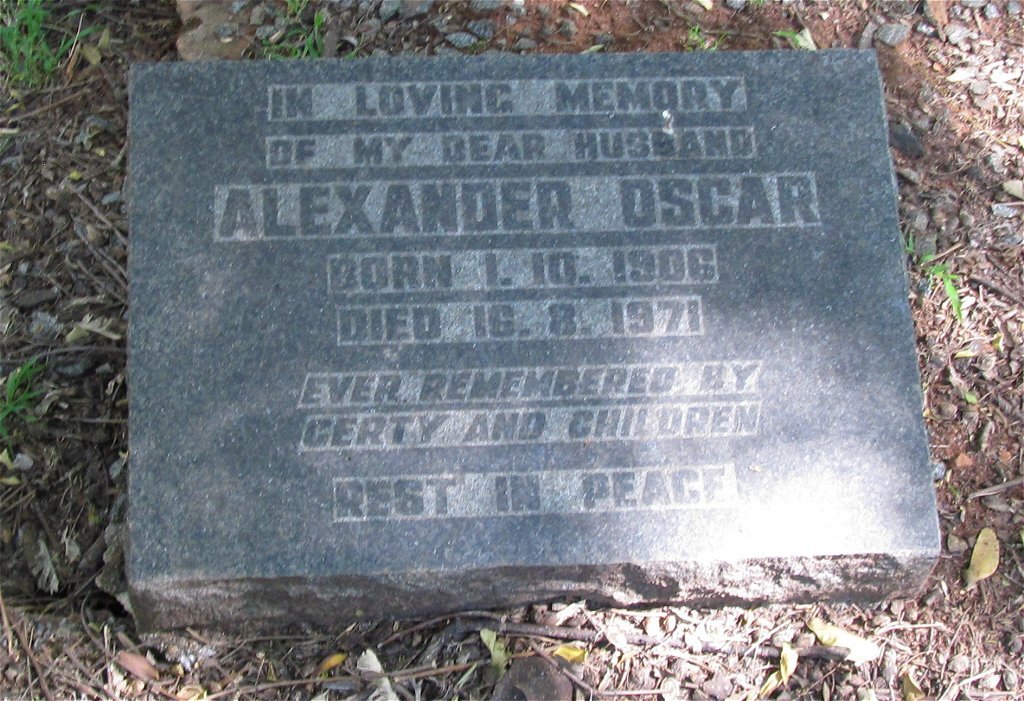 IN LOVING MEMORY
OF MY DEAR HUSBAND
ALEXANDER OSCAR
BORN 1. 10. 1906
DIED 16. 8. 1971
EVER REMEMBERED BY
GERTY AND CHILDREN
REST IN PEACE